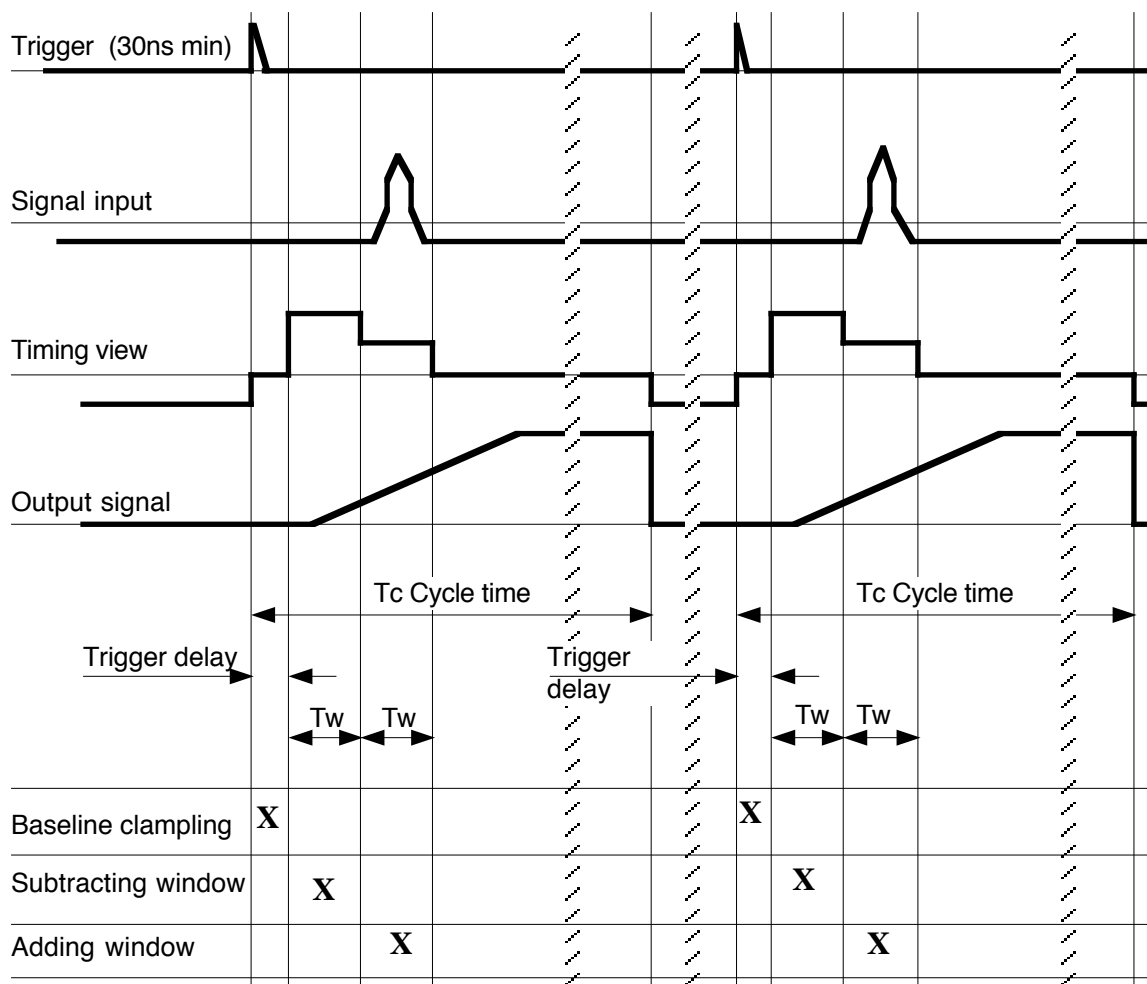 Trigger (30ns min)
Signal input
Timing view
Output signal
Tc Cycle time
Tc Cycle time
Trigger delay
Trigger
delay
Tw
Tw
Tw
Tw
Baseline clampling
X
X
Subtracting window
X
X
Adding window
X
X